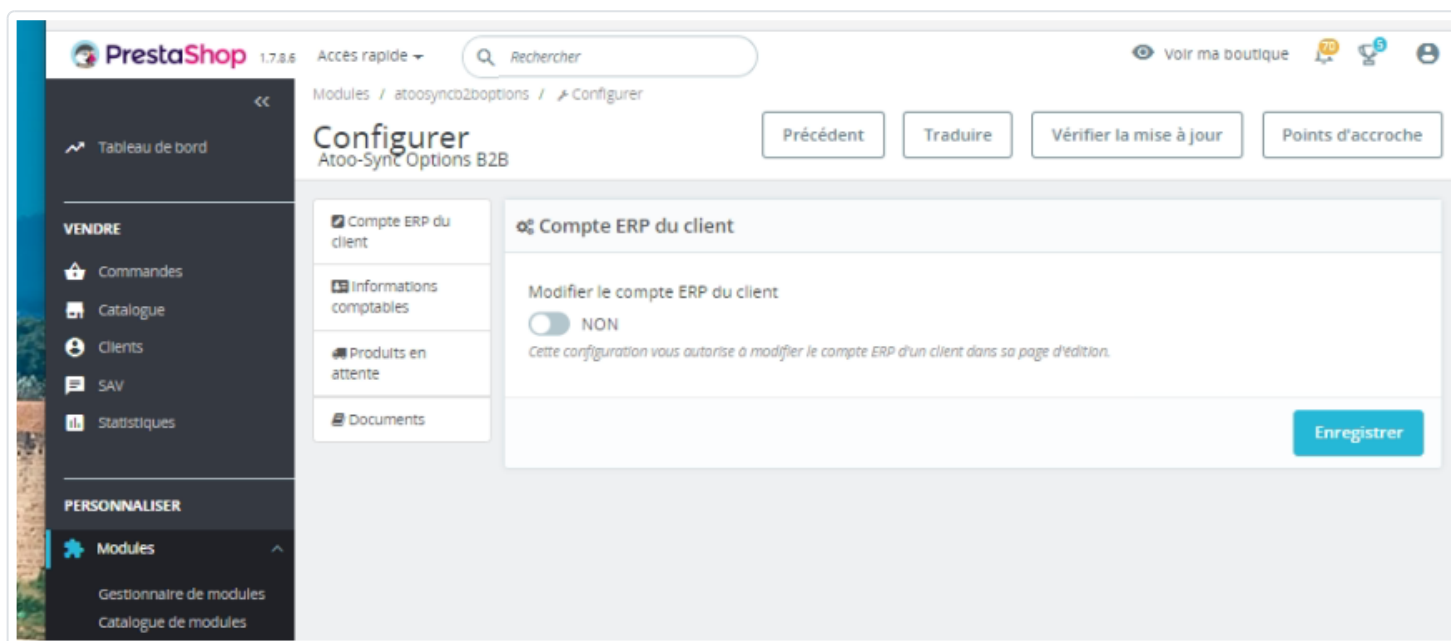 PrestaShop 1.7.8.6 Accès rapide Rechercher Voir ma boutique 70 5
Modules / atoosyncb2boptions / Configurer
Configurer
Atoo-Sync Options B2B
Précédent Traduire Vérifier la mise à jour Points d'accroche
Tableau de bord
VENDRE
Commandes
Catalogue
Clients
SAV
Statistiques
PERSONNALISER
Modules
Gestionnaire de modules
Catalogue de modules
Compte ERP du
client
Informations
comptables
Produits en
attente
Documents
Compte ERP du client
Modifier le compte ERP du client
NON
Cette configuration vous autorise à modifier le compte ERP d'un client dans sa page d'édition.
Enregistrer